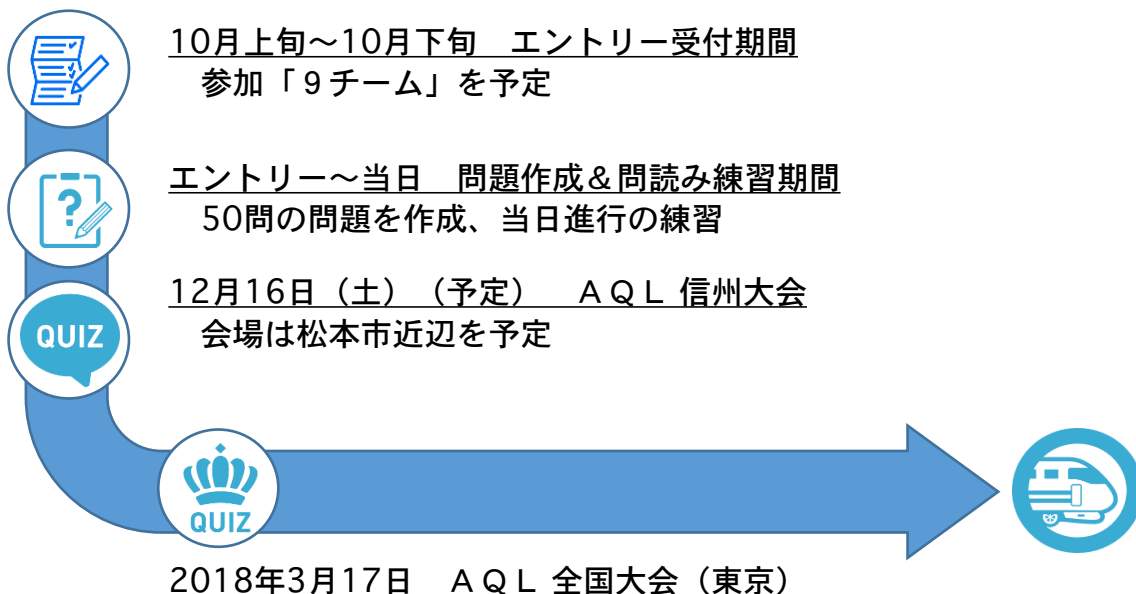 10月上旬～10月下旬　エントリー受付期間
参加「９チーム」を予定
エントリー～当日　問題作成＆問読み練習期間
50問の問題を作成、当日進行の練習
12月16日（土）（予定）　ＡＱＬ 信州大会
会場は松本市近辺を予定
?
QUIZ
QUIZ
2018年3月17日　ＡＱＬ 全国大会（東京）